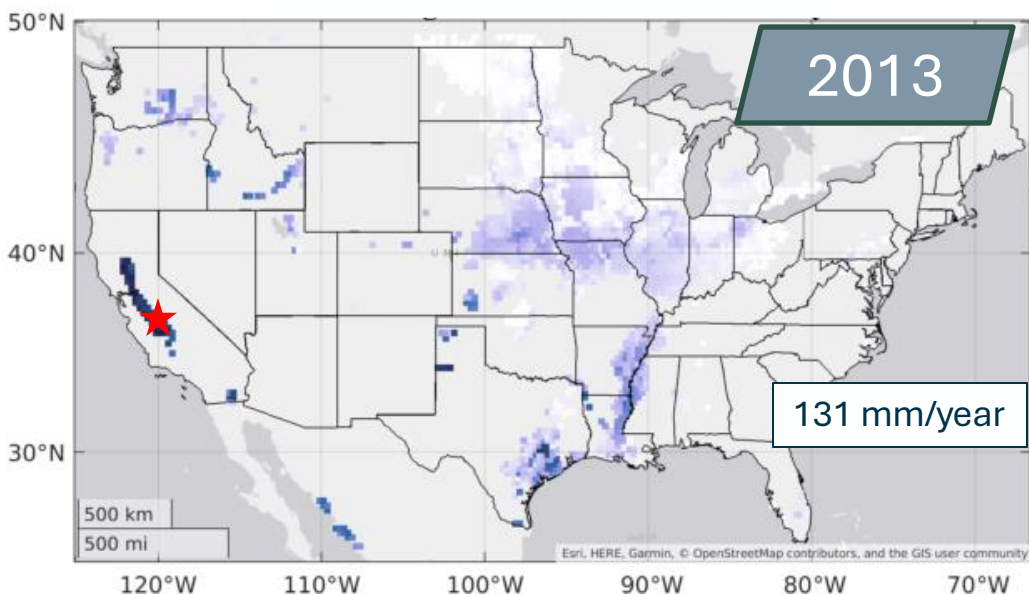 50°N
2013
40°N
131 mm/year
30°N
500 km
500 mi
Esri, HERE, Garmin, © OpenStreetMap contributors, and the GIS user community
120°W
110°W
100°W
90°W
80°W
70°W